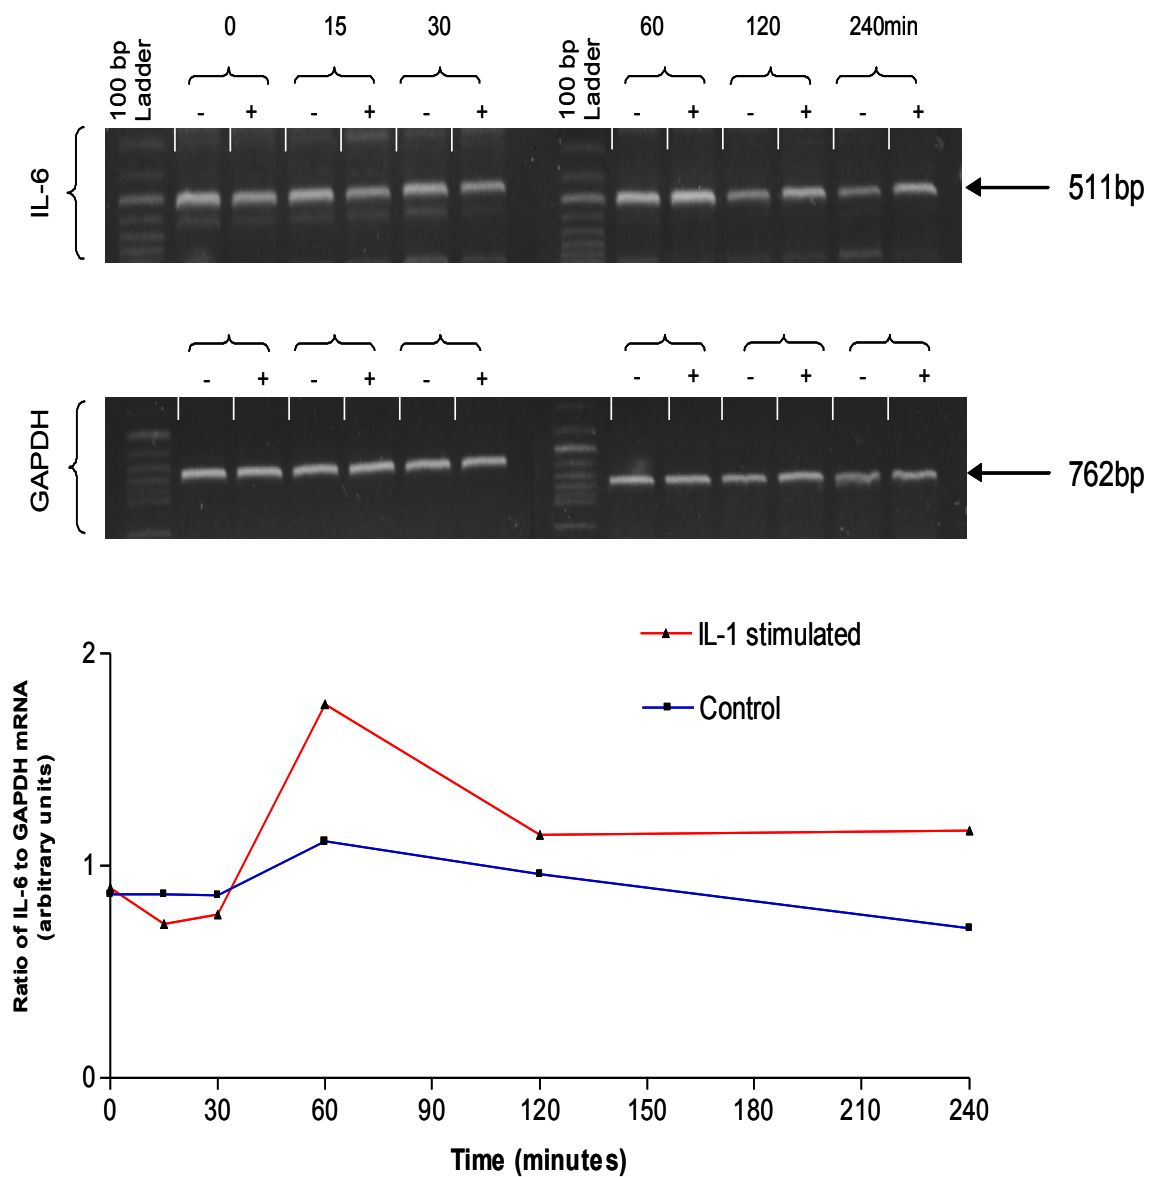 0 15 30 60 120 240min
100 bp
Ladder
100 bp
Ladder
- + - + - + - + - + - +
IL-6
511bp
- + - + - + - + - + - +
GAPDH
762bp
IL-1 stimulated
Control
Ratio of IL-6 to GAPDH mRNA
(arbitrary units)
2
1
0
0 30 60 90 120 150 180 210 240
Time (minutes)